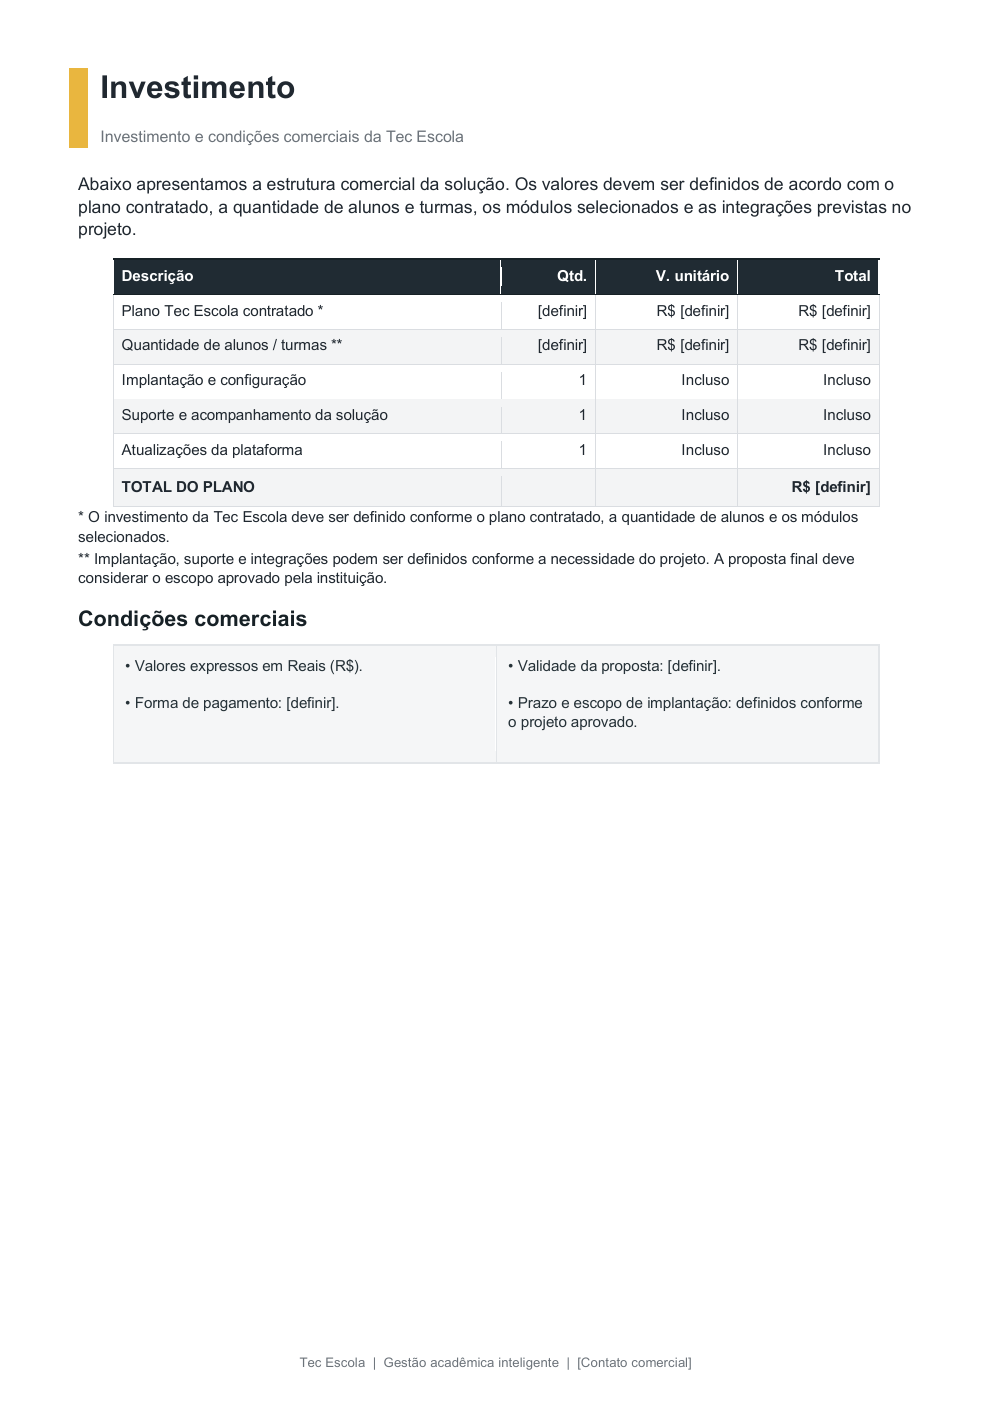 Investimento
Investimento e condições comerciais da Tec Escola
Abaixo apresentamos a estrutura comercial da solução. Os valores devem ser definidos de acordo com o
plano contratado, a quantidade de alunos e turmas, os módulos selecionados e as integrações previstas no
projeto.
Descrição Qtd. V. unitário Total
Plano Tec Escola contratado * [definir] R$ [definir] R$ [definir]
Quantidade de alunos / turmas ** [definir] R$ [definir] R$ [definir]
Implantação e configuração 1 Incluso Incluso
Suporte e acompanhamento da solução 1 Incluso Incluso
Atualizações da plataforma 1 Incluso Incluso
TOTAL DO PLANO R$ [definir]
* O investimento da Tec Escola deve ser definido conforme o plano contratado, a quantidade de alunos e os módulos
selecionados.
** Implantação, suporte e integrações podem ser definidos conforme a necessidade do projeto. A proposta final deve
considerar o escopo aprovado pela instituição.
Condições comerciais
• Valores expressos em Reais (R$).
• Forma de pagamento: [definir].
• Validade da proposta: [definir].
• Prazo e escopo de implantação: definidos conforme
o projeto aprovado.
Tec Escola | Gestão acadêmica inteligente | [Contato comercial]